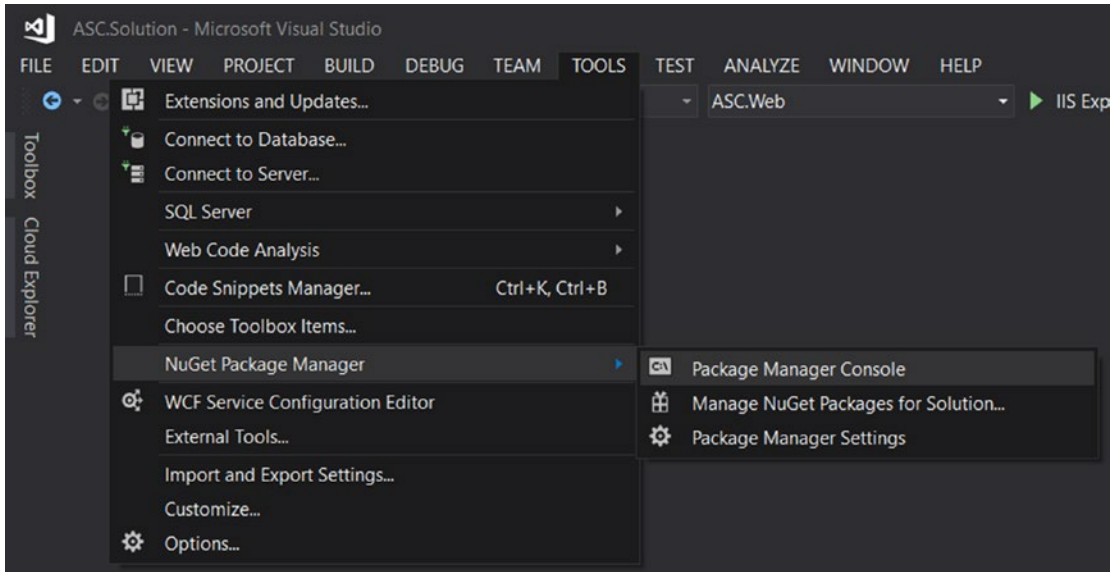 ASC.Solution - Microsoft Visual Studio
FILE EDIT VIEW PROJECT BUILD DEBUG TEAM TOOLS TEST ANALYZE WINDOW HELP
ASC.Web IIS Exp
Toolbox
Cloud Explorer
Extensions and Updates...
Connect to Database...
Connect to Server...
SQL Server
Web Code Analysis
Code Snippets Manager... Ctrl+K, Ctrl+B
Choose Toolbox Items...
NuGet Package Manager
WCF Service Configuration Editor
External Tools...
Import and Export Settings...
Customize...
Options...
C:\ Package Manager Console
Manage NuGet Packages for Solution...
Package Manager Settings